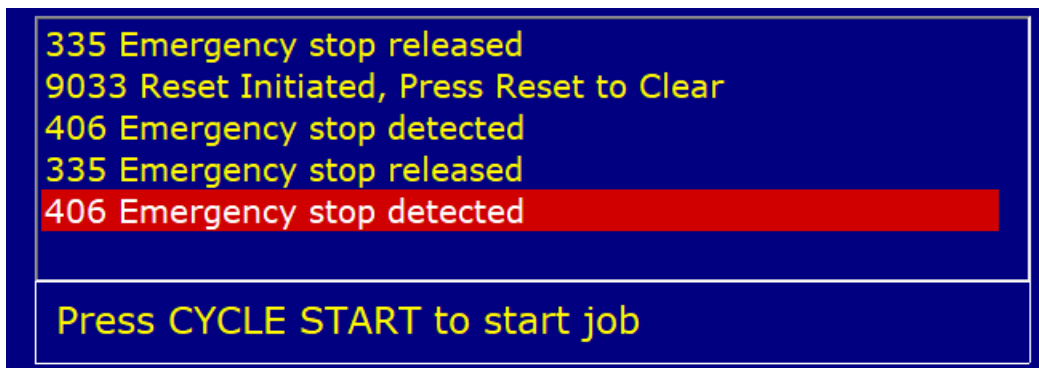 335 Emergency stop released
9033 Reset Initiated, Press Reset to Clear
406 Emergency stop detected
335 Emergency stop released
406 Emergency stop detected
Press CYCLE START to start job